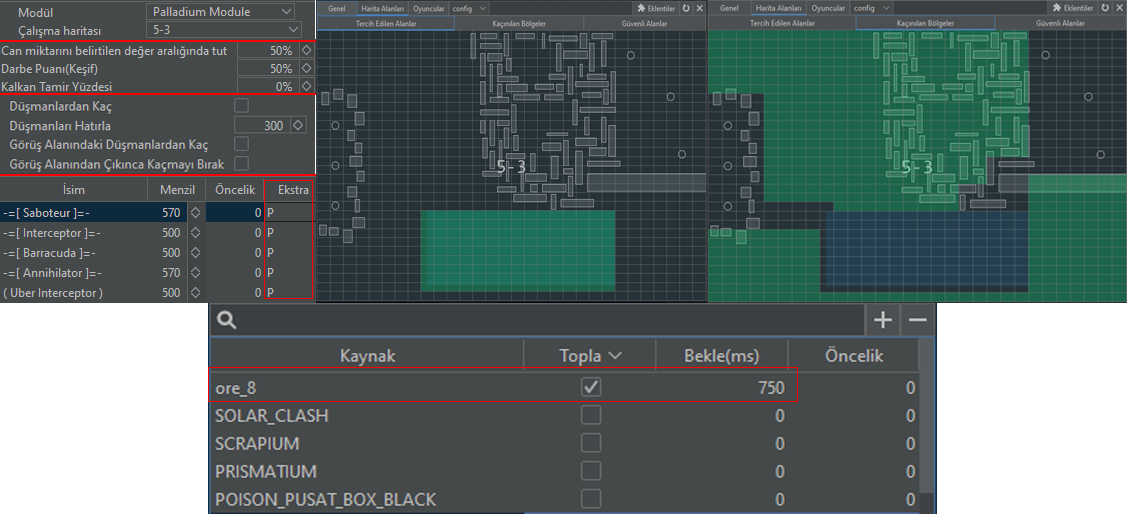 Modül Palladium Module
Çalışma haritası 5-3
Can miktarını belirtilen değer aralığında tut 50%
Darbe Puanı(Keşif) 50%
Kalkan Tamir Yüzdesi 0%
Düşmanlardan Kaç
Düşmanları Hatırla 300
Görüş Alanındaki Düşmanlardan Kaç
Görüş Alanından Çıkınca Kaçmayı Bırak
İsim Menzil Öncelik Ekstra
-=[ Saboteur ]=- 570 0 P
-=[ Interceptor ]=- 500 0 P
-=[ Barracuda ]=- 500 0 P
-=[ Annihilator ]=- 570 0 P
( Uber Interceptor ) 500 0 P
Genel Harita Alanları Oyuncular config Eklentiler
Tercih Edilen Alanlar Kaçınılan Bölgeler Güvenli Alanlar
5-3
Genel Harita Alanları Oyuncular config Eklentiler
Tercih Edilen Alanlar Kaçınılan Bölgeler Güvenli Alanlar
5-3
Kaynak Topla Bekle(ms) Öncelik
ore_8 750 0
SOLAR_CLASH 0 0
SCRAPIUM 0 0
PRISMATIUM 0 0
POISON_PUSAT_BOX_BLACK 0 0